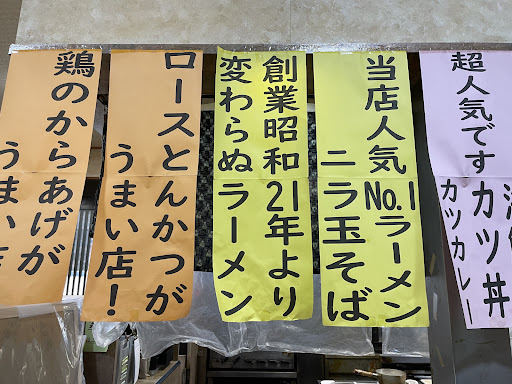 超人気です
カツ丼
カツカレー
当店人気No.1ラーメン
ニラ玉そば
創業昭和21年より
変わらぬラーメン
ロースとんかつが
うまい店！
鶏のからあげが
うまい店